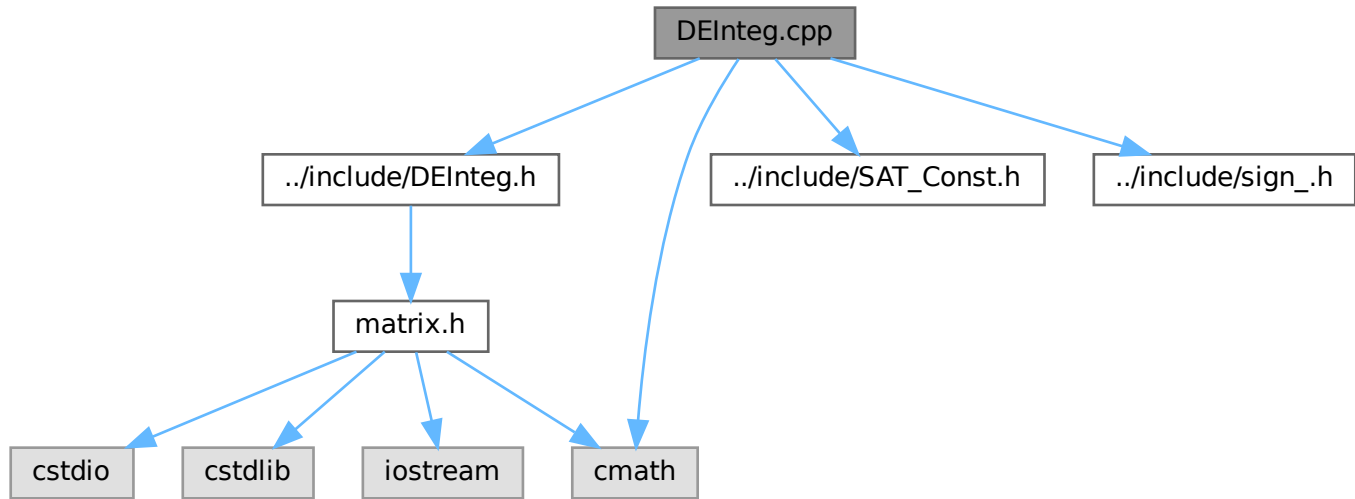 DEInteg.cpp
../include/DEInteg.h
../include/SAT_Const.h
../include/sign_.h
matrix.h
cstdio
cstdlib
iostream
cmath